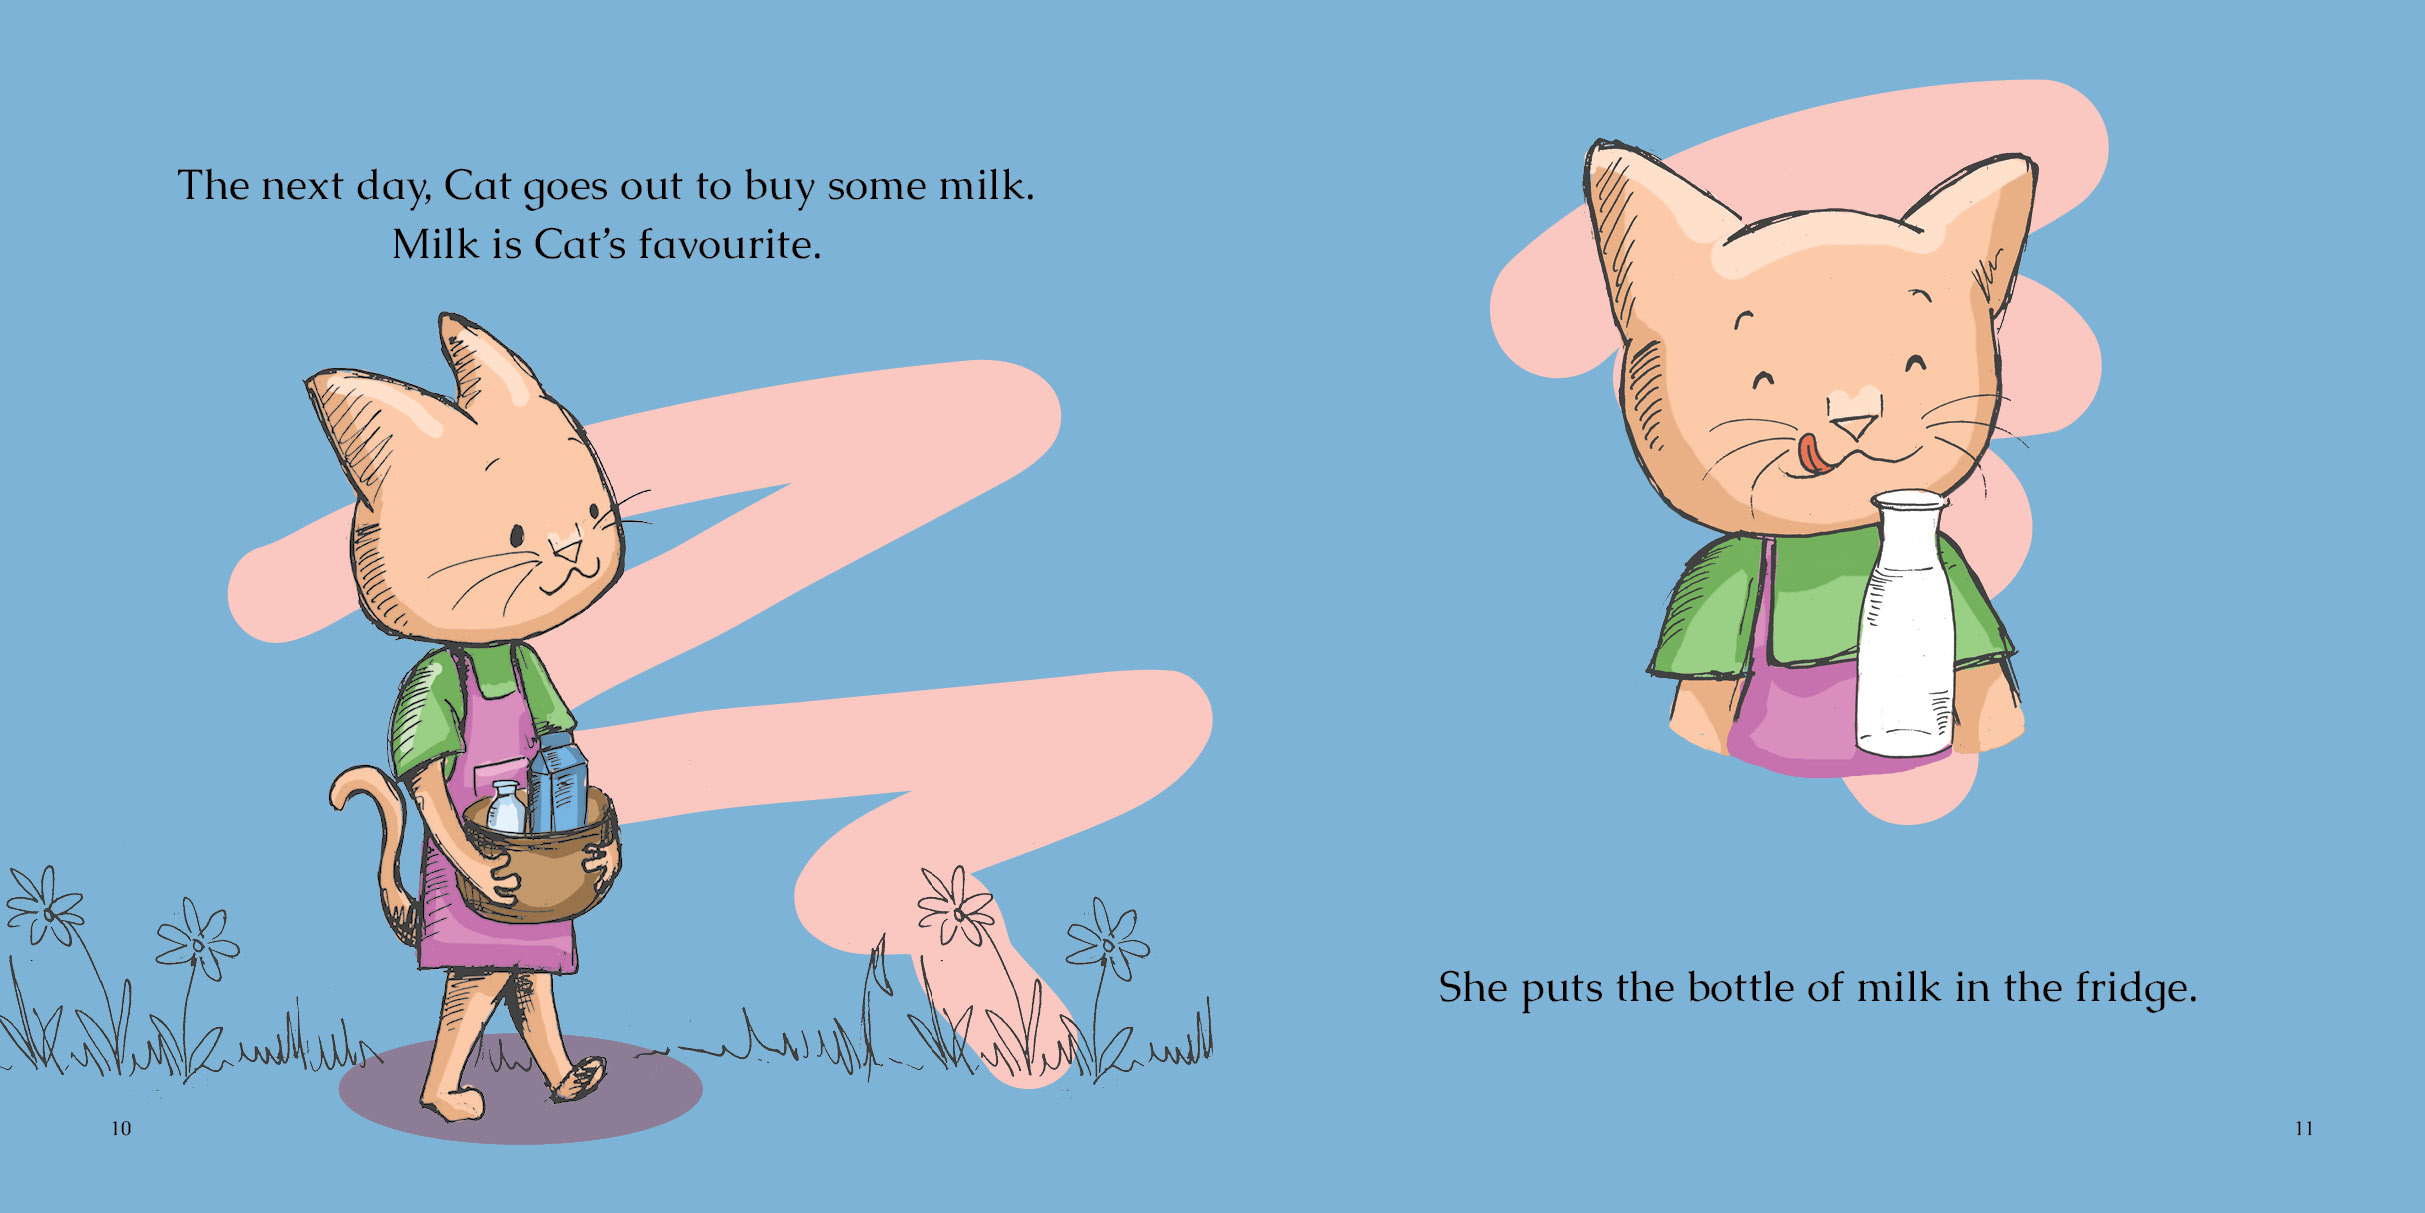 The next day, Cat goes out to buy some milk.
Milk is Cat’s favourite.
10
She puts the bottle of milk in the fridge.
11